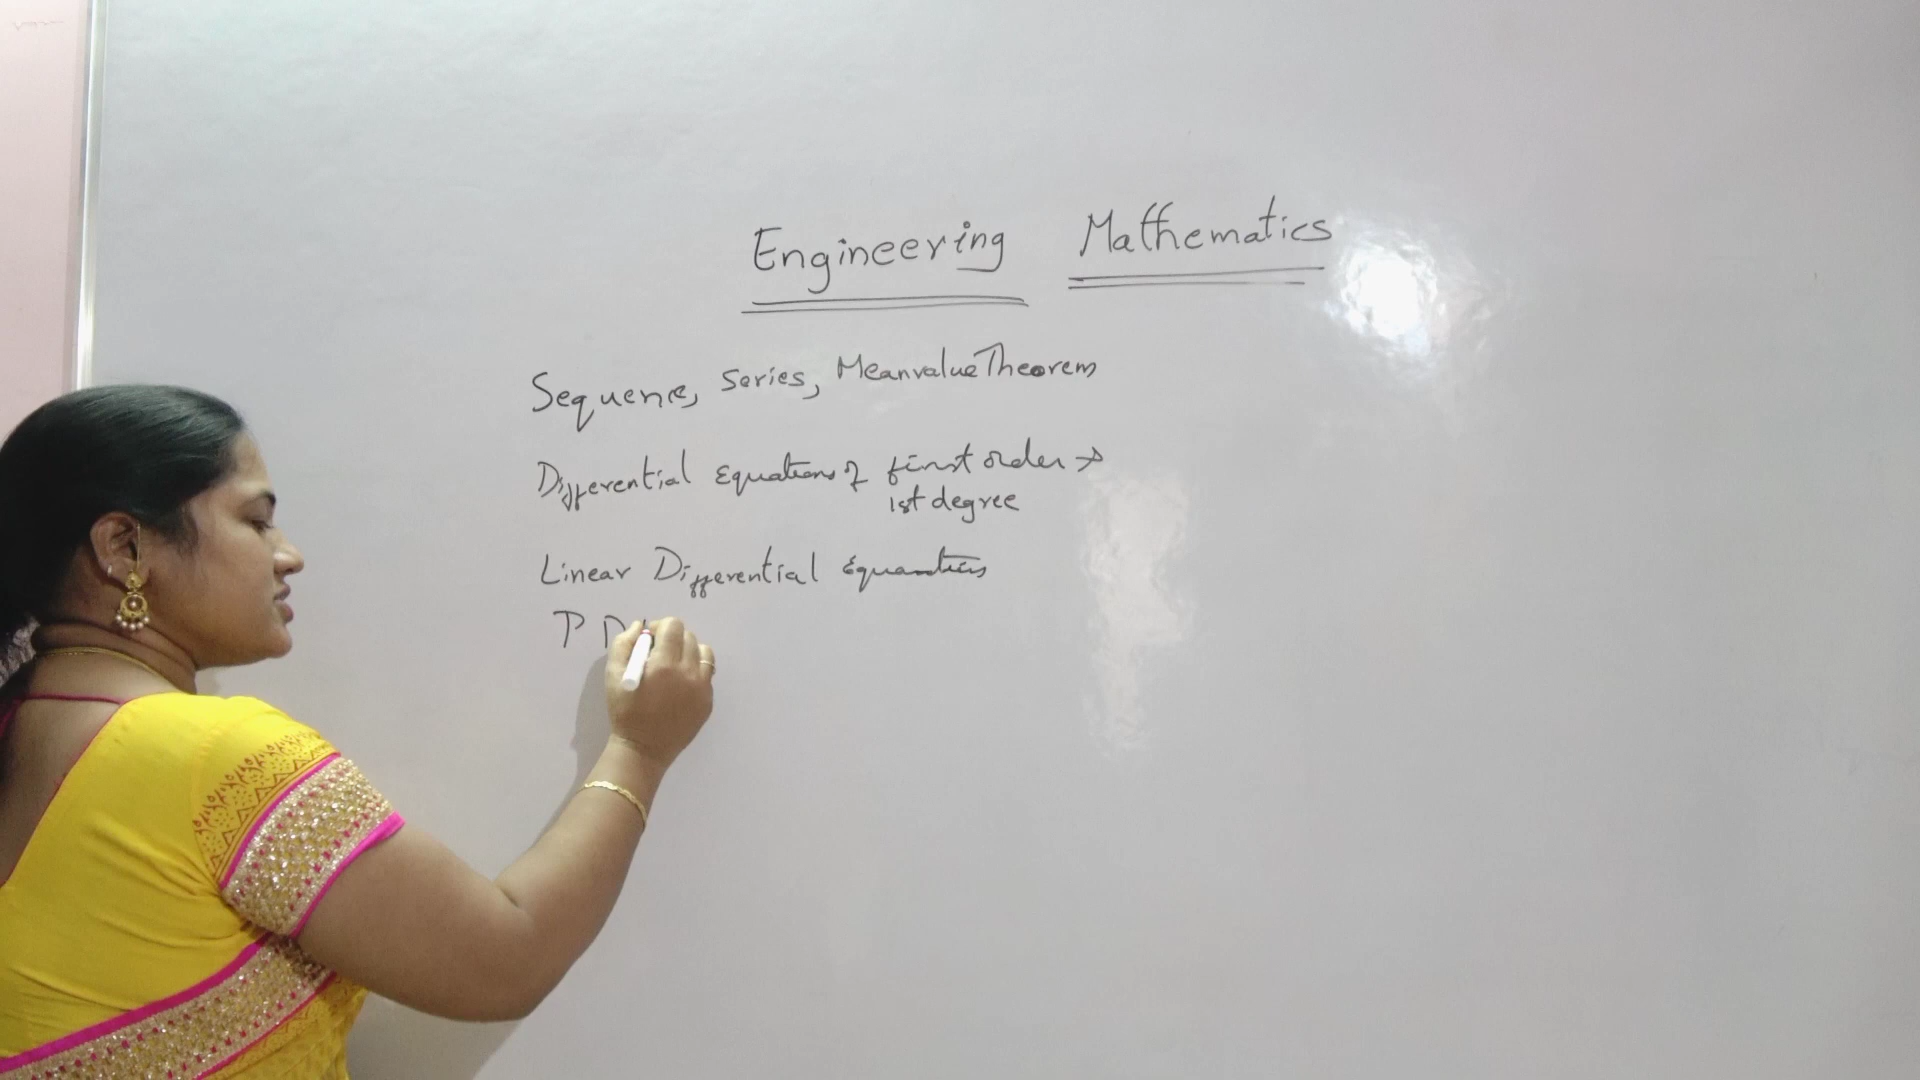 Engineering Mathematics
Sequence, Series, Meanvalue Theorem
Differential Equations of first order &
1st degree
Linear Differential Equations
P D